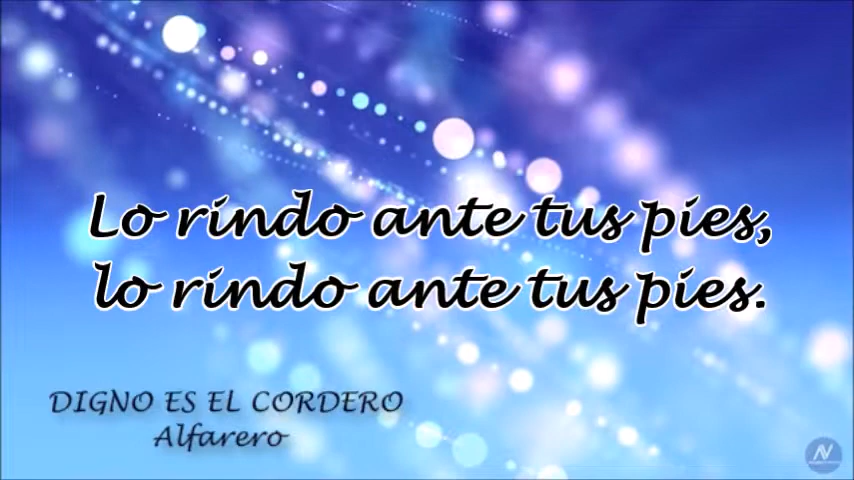 Lo rindo ante tus pies,
lo rindo ante tus pies.
DIGNO ES EL CORDERO
Alfarero